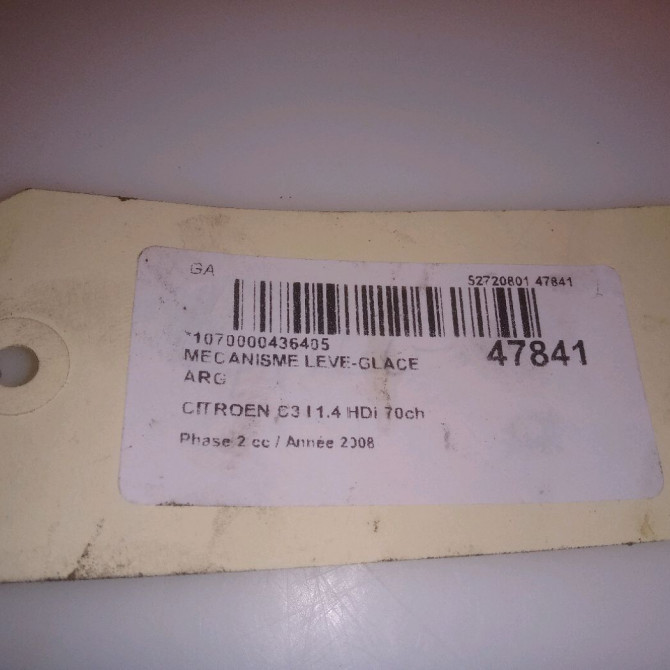 GA
52720801 47841
*1070000436405
47841
MECANISME LEVE-GLACE
ARG
CITROEN C3 I 1.4 HDi 70ch
Phase 2 cc / Année 2008